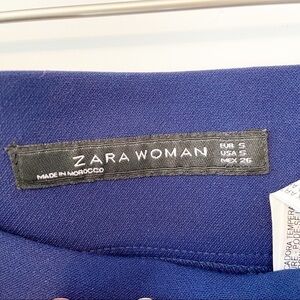 ZARA WOMAN
EUR S
USA S
MEX 26
MADE IN MOROCCO